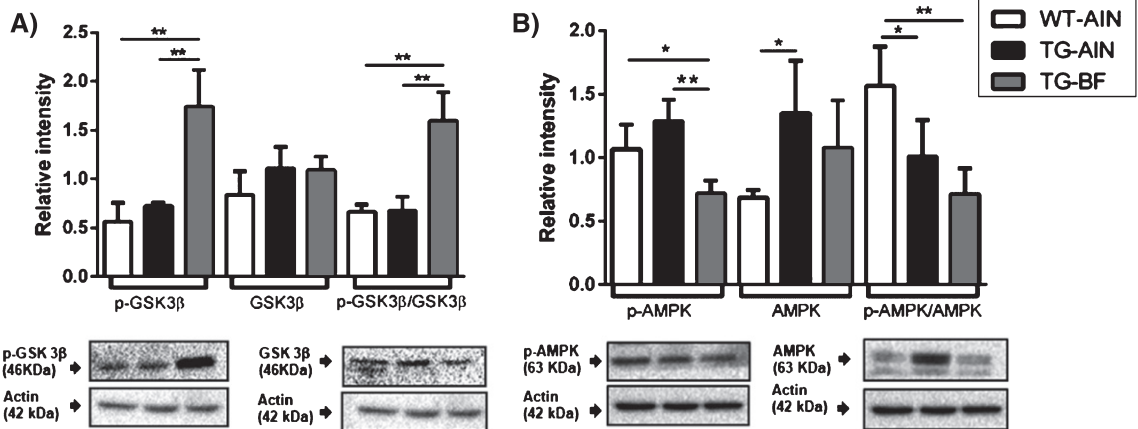 A)
Relative intensity
2.5
2.0
1.5
1.0
0.5
0.0
**
**
**
**
p-GSK3β
GSK3β
p-GSK3β/GSK3β
p-GSK 3β
(46KDa)
Actin
(42 kDa)
GSK 3β
(46KDa)
Actin
(42 kDa)
B)
Relative intensity
2.0
1.5
1.0
0.5
0.0
*
**
*
**
*
p-AMPK
AMPK
p-AMPK/AMPK
WT-AIN
TG-AIN
TG-BF
p-AMPK
(63 KDa)
Actin
(42 kDa)
AMPK
(63 KDa)
Actin
(42 kDa)